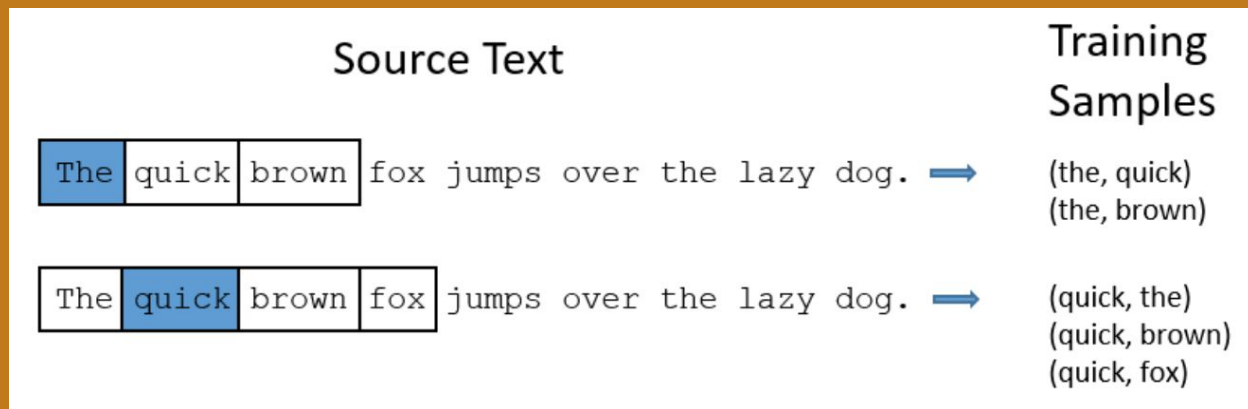 Source Text
Training
Samples
The quick brown fox jumps over the lazy dog.
(the, quick)
(the, brown)
The quick brown fox jumps over the lazy dog.
(quick, the)
(quick, brown)
(quick, fox)